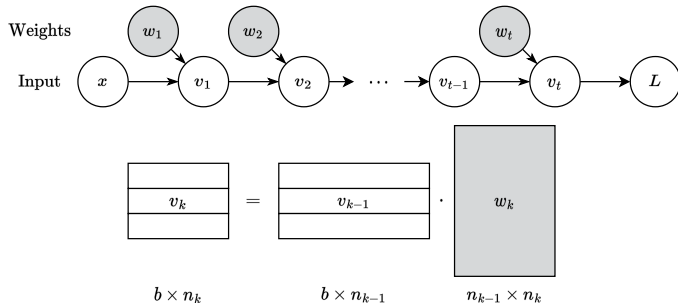 Weights w₁ w₂ wₜ
Input x v₁ v₂ ⋯ vₜ₋₁ vₜ L
vₖ = vₖ₋₁ · wₖ
b × nₖ b × nₖ₋₁ nₖ₋₁ × nₖ